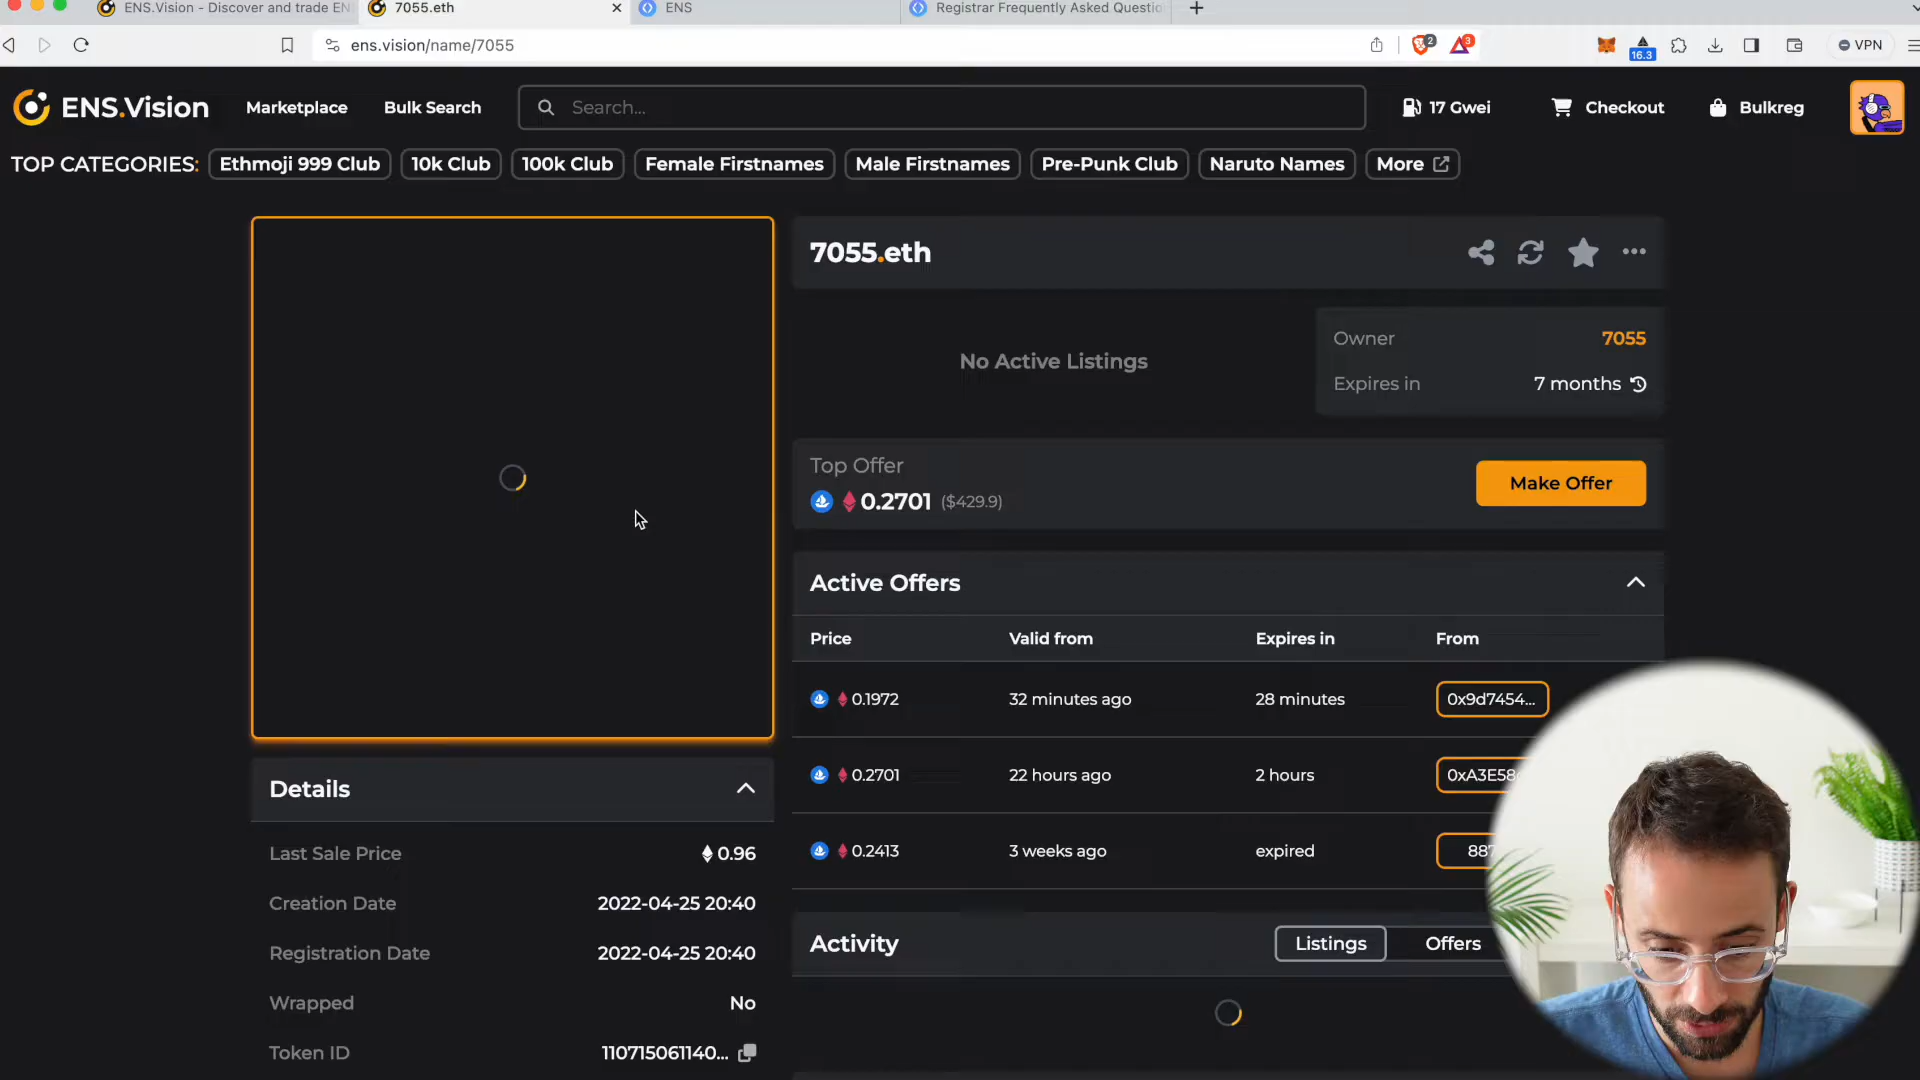 ENS.Vision - Discover and trade EN
7055.eth
ENS
Registrar Frequently Asked Questio
ens.vision/name/7055
2
3
16.3
VPN
ENS.Vision
Marketplace
Bulk Search
Search...
17 Gwei
Checkout
Bulkreg
TOP CATEGORIES:
Ethmoji 999 Club
10k Club
100k Club
Female Firstnames
Male Firstnames
Pre-Punk Club
Naruto Names
More
7055.eth
No Active Listings
Owner
7055
Expires in
7 months
Top Offer
0.2701 ($429.9)
Make Offer
Active Offers
Price Valid from Expires in From
0.1972 32 minutes ago 28 minutes 0x9d7454...
0.2701 22 hours ago 2 hours 0xA3E58
0.2413 3 weeks ago expired 887
Activity
Listings
Offers
Details
Last Sale Price 0.96
Creation Date 2022-04-25 20:40
Registration Date 2022-04-25 20:40
Wrapped No
Token ID 110715061140...